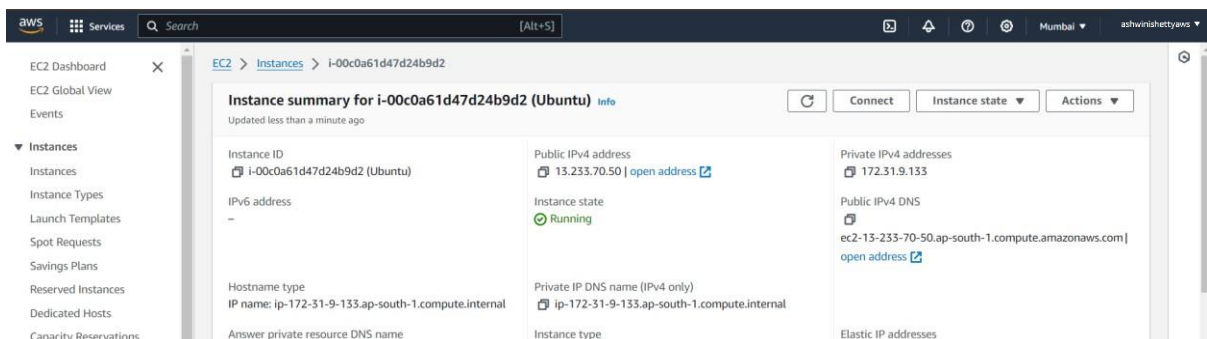 aws Services Search [Alt+S] Mumbai ▼ ashwinishettyaws ▼
EC2 Dashboard
EC2 Global View
Events
▼ Instances
Instances
Instance Types
Launch Templates
Spot Requests
Savings Plans
Reserved Instances
Dedicated Hosts
Capacity Reservations
EC2 > Instances > i-00c0a61d47d24b9d2
Instance summary for i-00c0a61d47d24b9d2 (Ubuntu) Info
Updated less than a minute ago
Connect Instance state ▼ Actions ▼
Instance ID
i-00c0a61d47d24b9d2 (Ubuntu)
Public IPv4 address
13.233.70.50 | open address
Private IPv4 addresses
172.31.9.133
IPv6 address
–
Instance state
Running
Public IPv4 DNS
ec2-13-233-70-50.ap-south-1.compute.amazonaws.com |
open address
Hostname type
IP name: ip-172-31-9-133.ap-south-1.compute.internal
Private IP DNS name (IPv4 only)
ip-172-31-9-133.ap-south-1.compute.internal
Answer private resource DNS name
Instance type
Elastic IP addresses